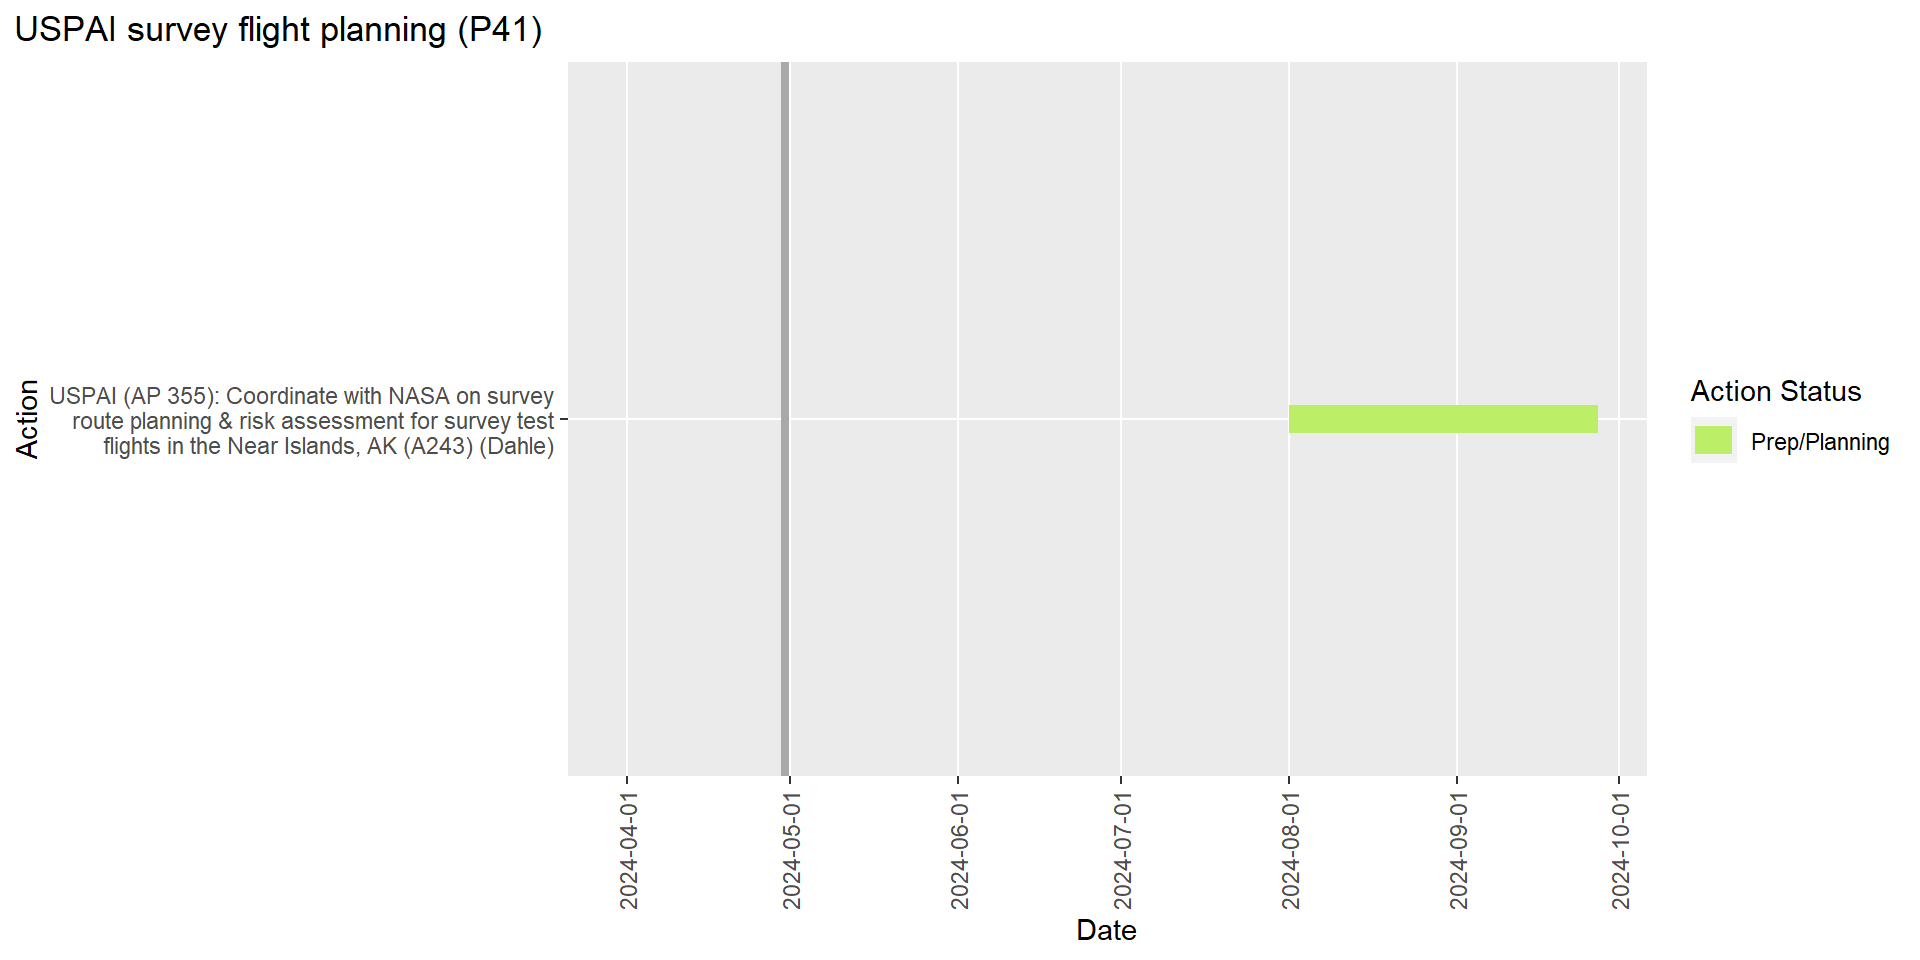 USPAI survey flight planning (P41)
Action
USPAI (AP 355): Coordinate with NASA on survey
route planning & risk assessment for survey test
flights in the Near Islands, AK (A243) (Dahle)
2024-04-01
2024-05-01
2024-06-01
2024-07-01
2024-08-01
2024-09-01
2024-10-01
Date
Action Status
Prep/Planning